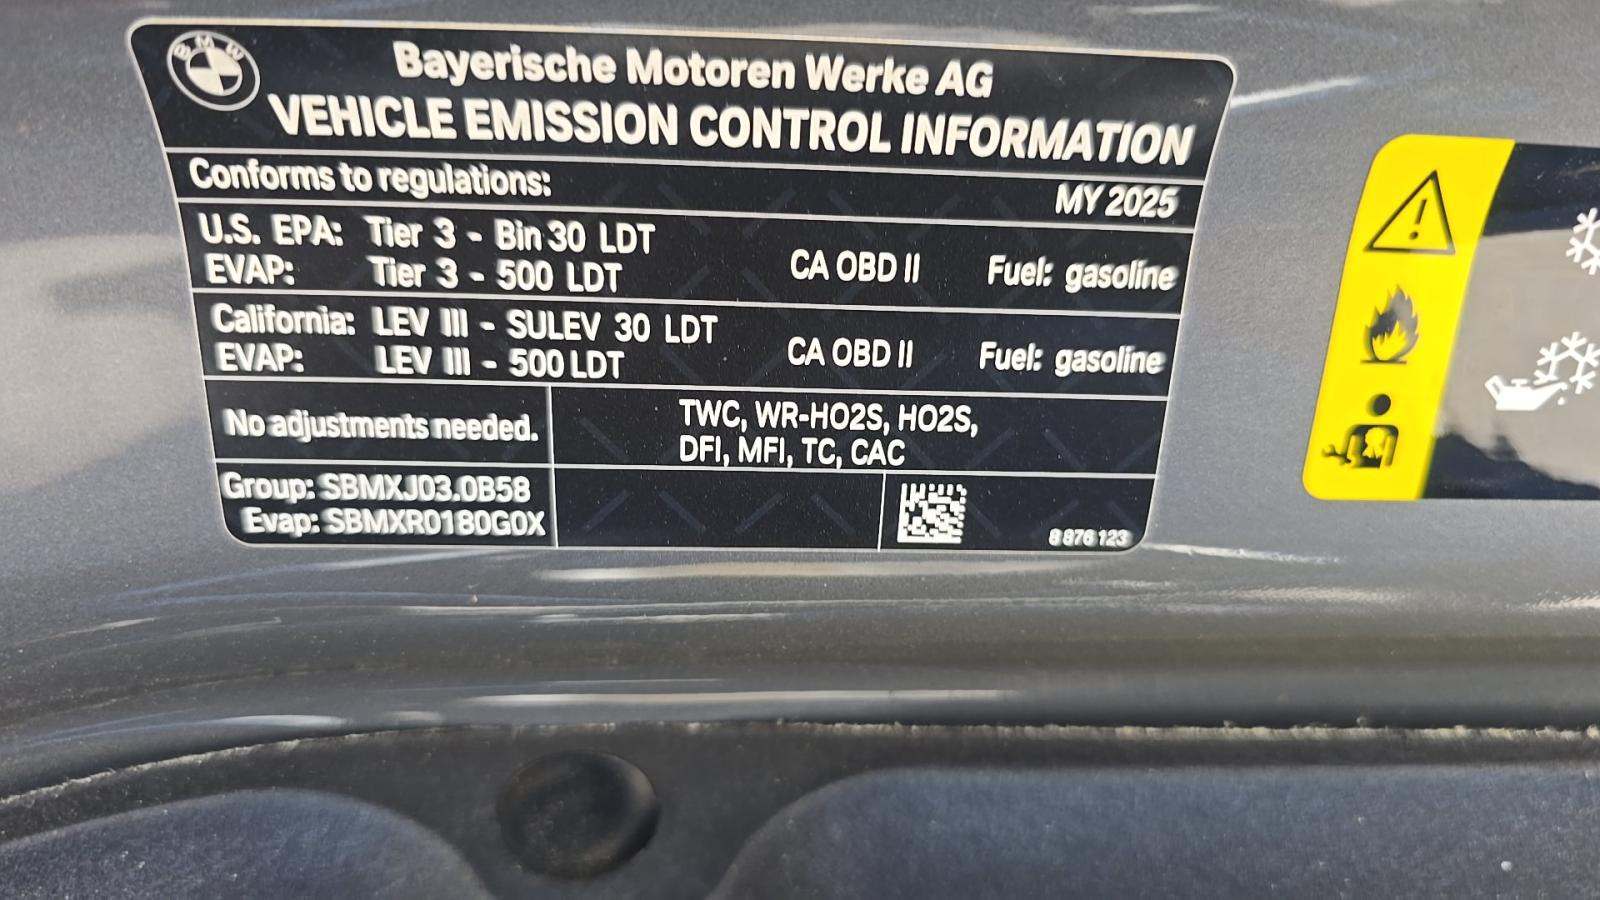 BMW
Bayerische Motoren Werke AG
VEHICLE EMISSION CONTROL INFORMATION
Conforms to regulations: MY 2025
U.S. EPA: Tier 3 - Bin 30 LDT
EVAP: Tier 3 - 500 LDT CA OBD II Fuel: gasoline
California: LEV III - SULEV 30 LDT
EVAP: LEV III - 500 LDT CA OBD II Fuel: gasoline
No adjustments needed.
TWC, WR-HO2S, HO2S,
DFI, MFI, TC, CAC
Group: SBMXJ03.0B58
Evap: SBMXR0180G0X
8 876 123